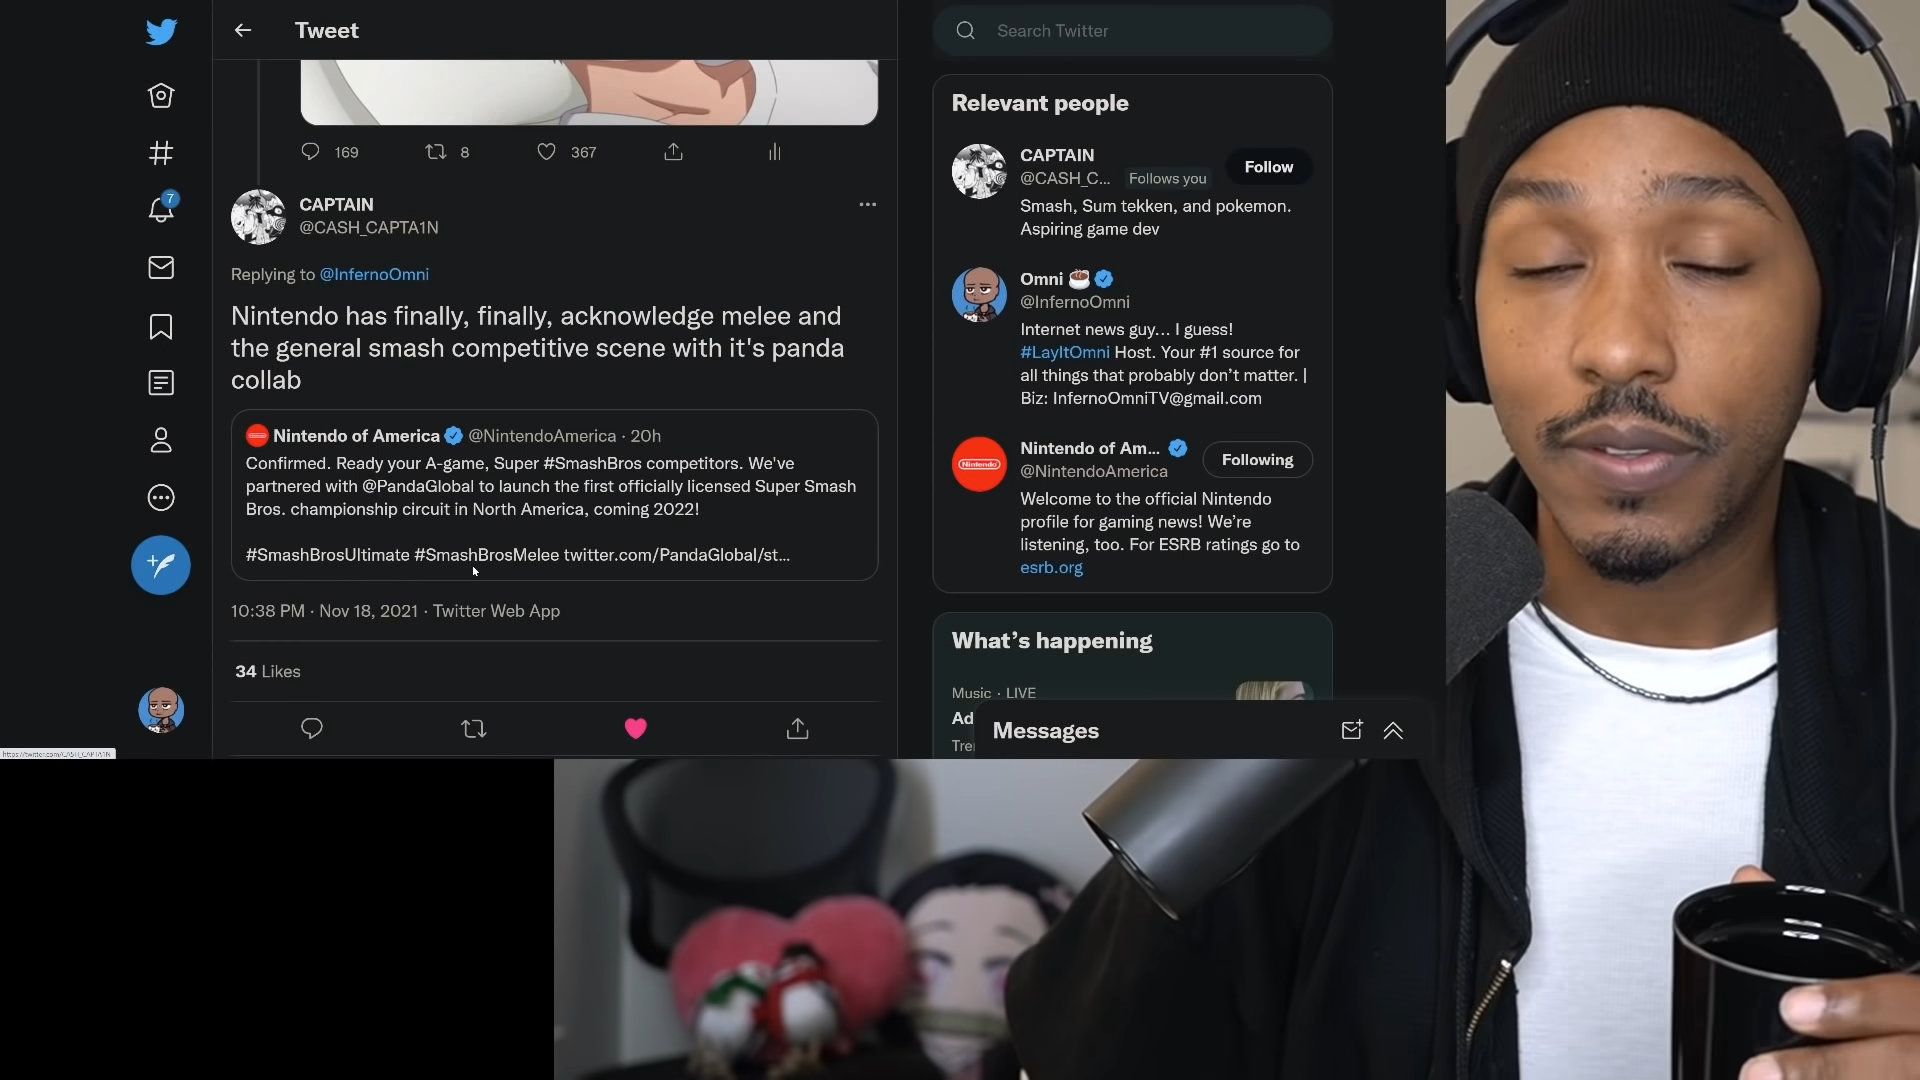 Tweet
Search Twitter
169
8
367
7
CAPTAIN
@CASH_CAPTA1N
Replying to @InfernoOmni
Nintendo has finally, finally, acknowledge melee and
the general smash competitive scene with it's panda
collab
Nintendo of America @NintendoAmerica · 20h
Confirmed. Ready your A-game, Super #SmashBros competitors. We've
partnered with @PandaGlobal to launch the first officially licensed Super Smash
Bros. championship circuit in North America, coming 2022!
#SmashBrosUltimate #SmashBrosMelee twitter.com/PandaGlobal/st...
10:38 PM · Nov 18, 2021 · Twitter Web App
34 Likes
https://twitter.com/CASH_CAPTA1N
Relevant people
CAPTAIN
@CASH_C... Follows you
Follow
Smash, Sum tekken, and pokemon.
Aspiring game dev
Omni
@InfernoOmni
Internet news guy... I guess!
#LayItOmni Host. Your #1 source for
all things that probably don't matter. |
Biz: InfernoOmniTV@gmail.com
Nintendo
Nintendo of Am...
@NintendoAmerica
Following
Welcome to the official Nintendo
profile for gaming news! We're
listening, too. For ESRB ratings go to
esrb.org
What's happening
Music · LIVE
Ad
Tre
Messages